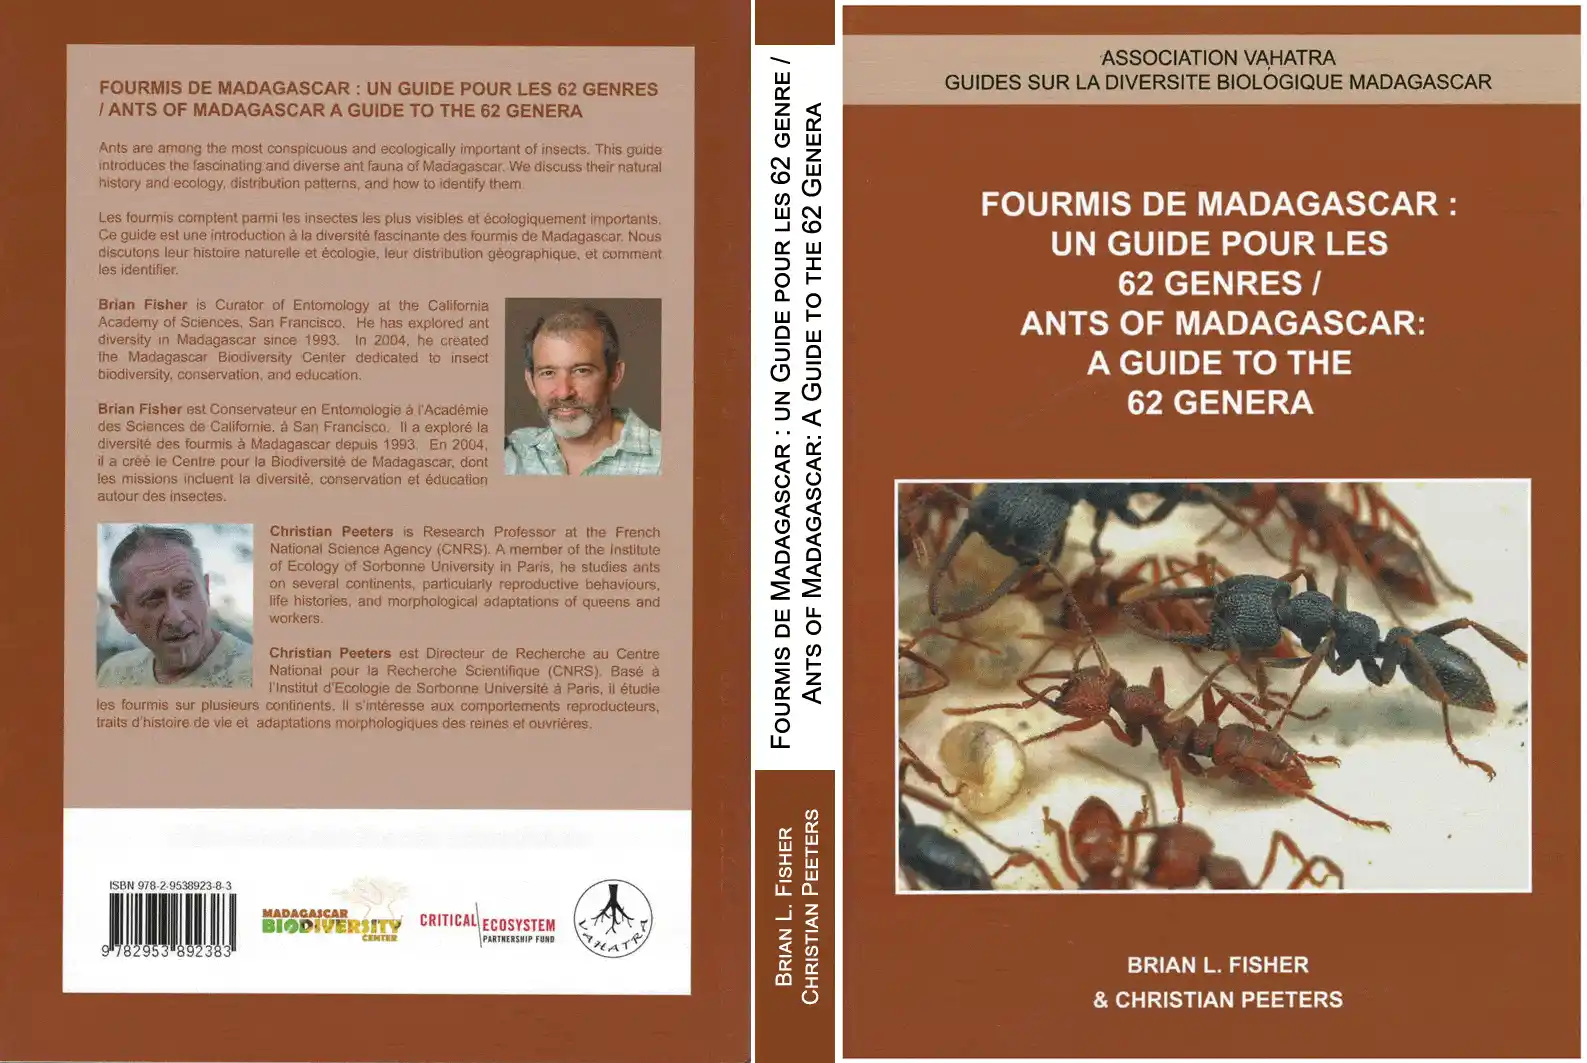 FOURMIS DE MADAGASCAR : UN GUIDE POUR LES 62 GENRES
/ ANTS OF MADAGASCAR A GUIDE TO THE 62 GENERA
Ants are among the most conspicuous and ecologically important of insects. This guide
introduces the fascinating and diverse ant fauna of Madagascar. We discuss their natural
history and ecology, distribution patterns, and how to identify them.
Les fourmis comptent parmi les insectes les plus visibles et écologiquement importants.
Ce guide est une introduction à la diversité fascinante des fourmis de Madagascar. Nous
discutons leur histoire naturelle et écologie, leur distribution géographique, et comment
les identifier.
Brian Fisher is Curator of Entomology at the California
Academy of Sciences, San Francisco. He has explored ant
diversity in Madagascar since 1993. In 2004, he created
the Madagascar Biodiversity Center dedicated to insect
biodiversity, conservation, and education.
Brian Fisher est Conservateur en Entomologie à l'Académie
des Sciences de Californie, à San Francisco. Il a exploré la
diversité des fourmis à Madagascar depuis 1993. En 2004,
il a créé le Centre pour la Biodiversité de Madagascar, dont
les missions incluent la diversité, conservation et éducation
autour des insectes.
Christian Peeters is Research Professor at the French
National Science Agency (CNRS). A member of the Institute
of Ecology of Sorbonne University in Paris, he studies ants
on several continents, particularly reproductive behaviours,
life histories, and morphological adaptations of queens and
workers.
Christian Peeters est Directeur de Recherche au Centre
National pour la Recherche Scientifique (CNRS). Basé à
l'Institut d'Ecologie de Sorbonne Université à Paris, il étudie
les fourmis sur plusieurs continents. Il s'intéresse aux comportements reproducteurs,
traits d'histoire de vie et adaptations morphologiques des reines et ouvrières.
ISBN 978-2-9538923-8-3
9 782953 892383
MADAGASCAR
BIODIVERSITY
CENTER
CRITICAL ECOSYSTEM
PARTNERSHIP FUND
VAHATRA
FOURMIS DE MADAGASCAR : UN GUIDE POUR LES 62 GENRE /
ANTS OF MADAGASCAR: A GUIDE TO THE 62 GENERA
BRIAN L. FISHER
CHRISTIAN PEETERS
ASSOCIATION VAHATRA
GUIDES SUR LA DIVERSITE BIOLOGIQUE MADAGASCAR
FOURMIS DE MADAGASCAR :
UN GUIDE POUR LES
62 GENRES /
ANTS OF MADAGASCAR:
A GUIDE TO THE
62 GENERA
BRIAN L. FISHER
& CHRISTIAN PEETERS